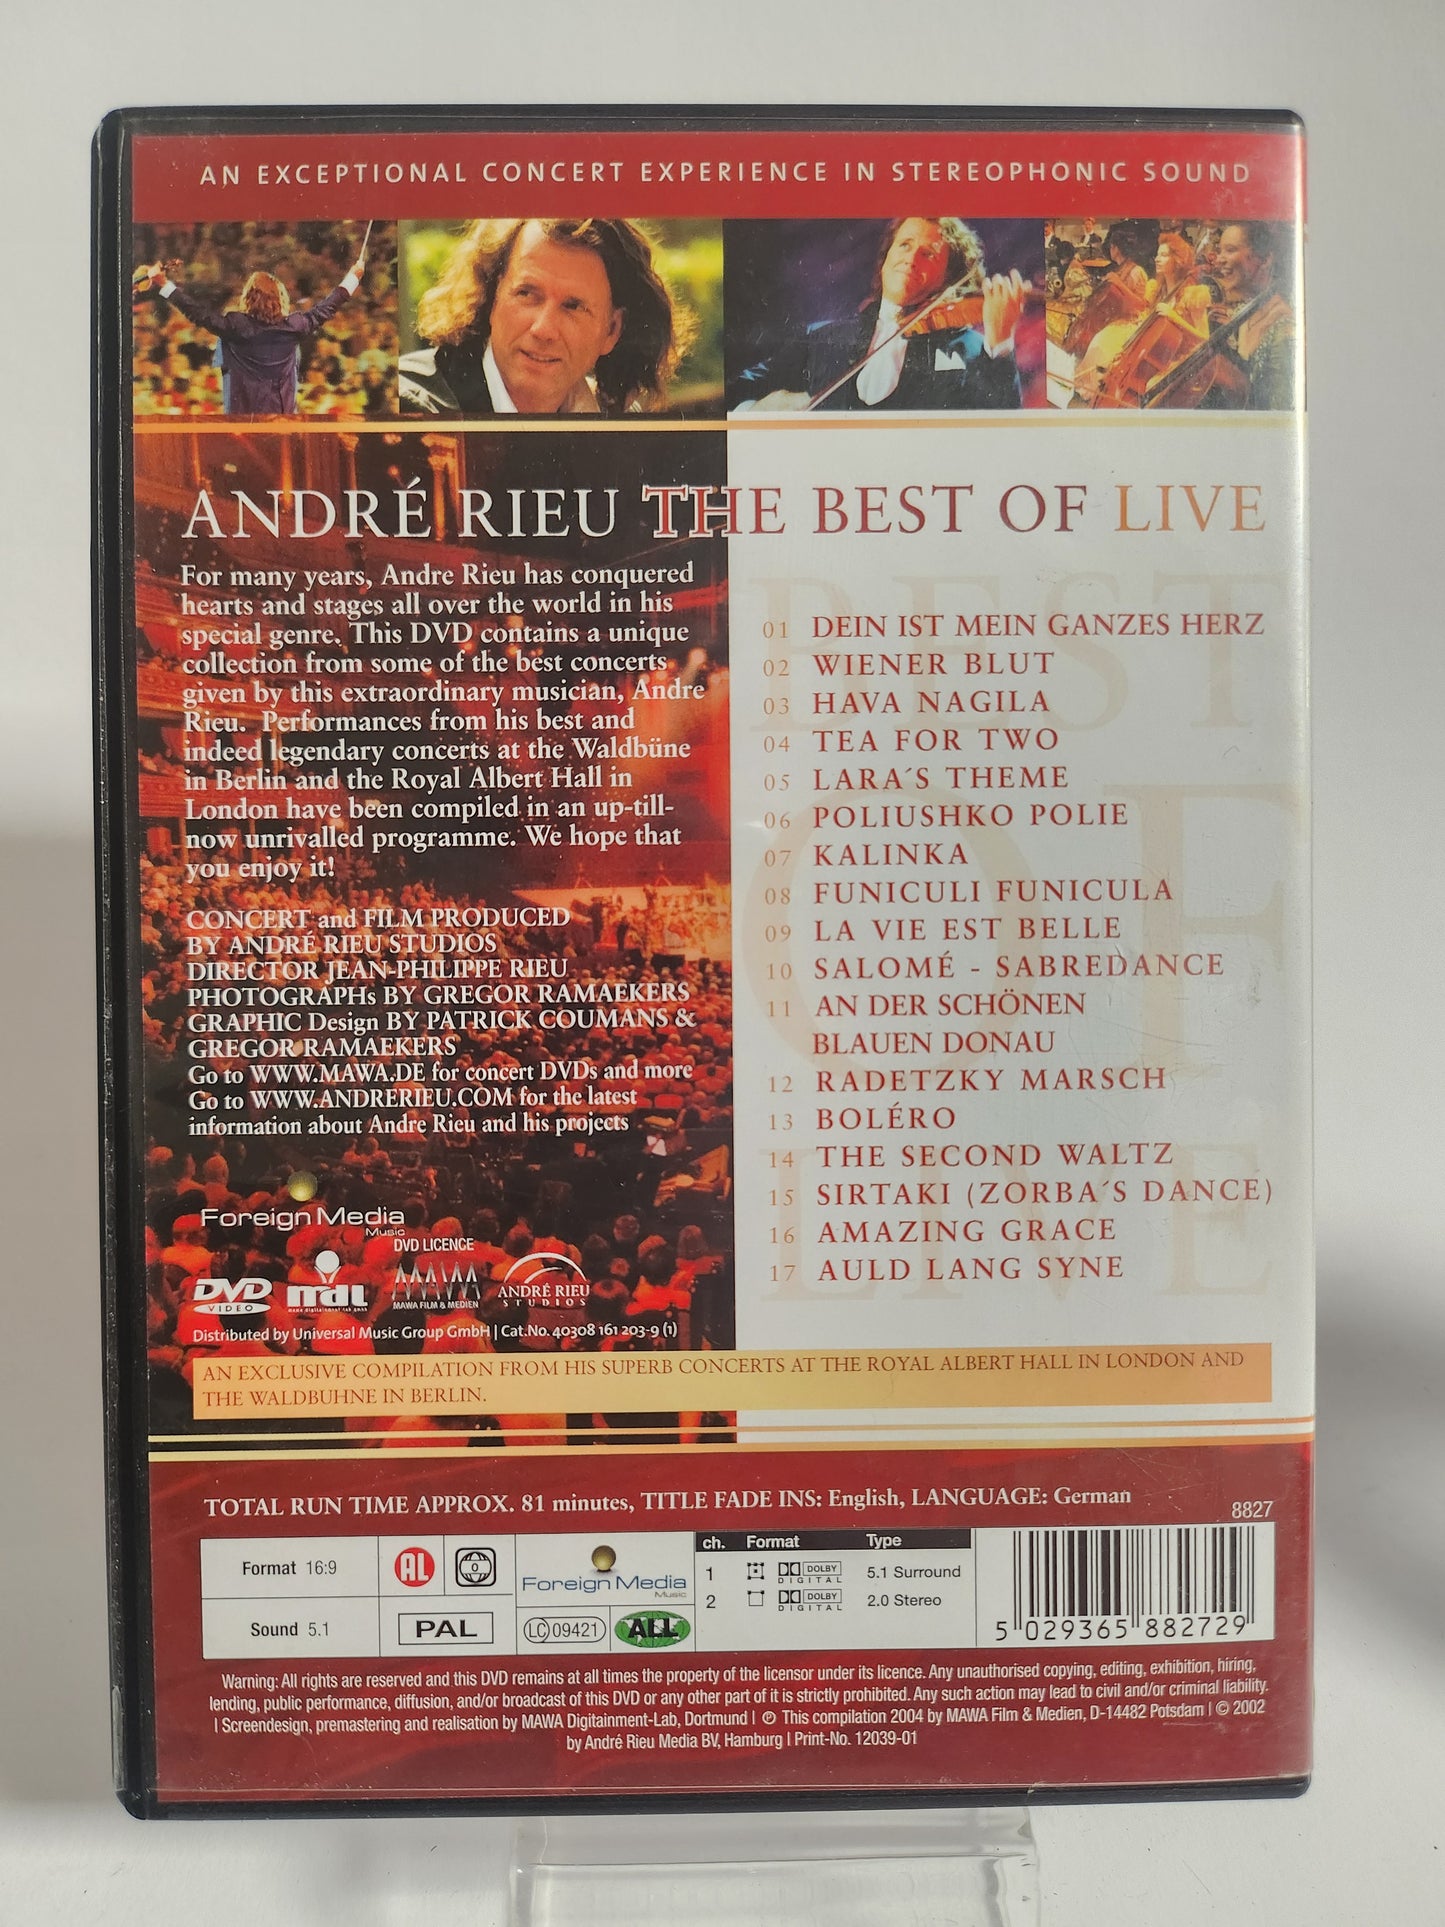 AN EXCEPTIONAL CONCERT EXPERIENCE IN STEREOPHONIC SOUND
ANDRÉ RIEU THE BEST OF LIVE
For many years, Andre Rieu has conquered
hearts and stages all over the world in his
special genre. This DVD contains a unique
collection from some of the best concerts
given by this extraordinary musician, Andre
Rieu. Performances from his best and
indeed legendary concerts at the Waldbüne
in Berlin and the Royal Albert Hall in
London have been compiled in an up-till-
now unrivalled programme. We hope that
you enjoy it!
CONCERT and FILM PRODUCED
BY ANDRÉ RIEU STUDIOS
DIRECTOR JEAN-PHILIPPE RIEU
PHOTOGRAPHs BY GREGOR RAMAEKERS
GRAPHIC Design BY PATRICK COUMANS &
GREGOR RAMAEKERS
Go to WWW.MAWA.DE for concert DVDs and more
Go to WWW.ANDRERIEU.COM for the latest
information about Andre Rieu and his projects
BEST
OF
LIVE
01 DEIN IST MEIN GANZES HERZ
02 WIENER BLUT
03 HAVA NAGILA
04 TEA FOR TWO
05 LARA´S THEME
06 POLIUSHKO POLIE
07 KALINKA
08 FUNICULI FUNICULA
09 LA VIE EST BELLE
10 SALOMÉ - SABREDANCE
11 AN DER SCHÖNEN
BLAUEN DONAU
12 RADETZKY MARSCH
13 BOLÉRO
14 THE SECOND WALTZ
15 SIRTAKI (ZORBA´S DANCE)
16 AMAZING GRACE
17 AULD LANG SYNE
Foreign Media
Music
DVD LICENCE
DVD
VIDEO
mdl
mawa digital lab gmbh
MAWA
MAWA FILM & MEDIEN
ANDRÉ RIEU
STUDIOS
Distributed by Universal Music Group GmbH | Cat.No. 40308 161 203-9 (1)
AN EXCLUSIVE COMPILATION FROM HIS SUPERB CONCERTS AT THE ROYAL ALBERT HALL IN LONDON AND
THE WALDBUHNE IN BERLIN.
TOTAL RUN TIME APPROX. 81 minutes, TITLE FADE INS: English, LANGUAGE: German
8827
Format 16:9
AL
0
Sound 5.1
PAL
Foreign Media
Music
LC 09421
ALL
ch. Format Type
1 DOLBY DIGITAL 5.1 Surround
2 DOLBY DIGITAL 2.0 Stereo
5 029365 882729
Warning: All rights are reserved and this DVD remains at all times the property of the licensor under its licence. Any unauthorised copying, editing, exhibition, hiring,
lending, public performance, diffusion, and/or broadcast of this DVD or any other part of it is strictly prohibited. Any such action may lead to civil and/or criminal liability.
| Screendesign, premastering and realisation by MAWA Digitainment-Lab, Dortmund | ℗ This compilation 2004 by MAWA Film & Medien, D-14482 Potsdam | © 2002
by André Rieu Media BV, Hamburg | Print-No. 12039-01